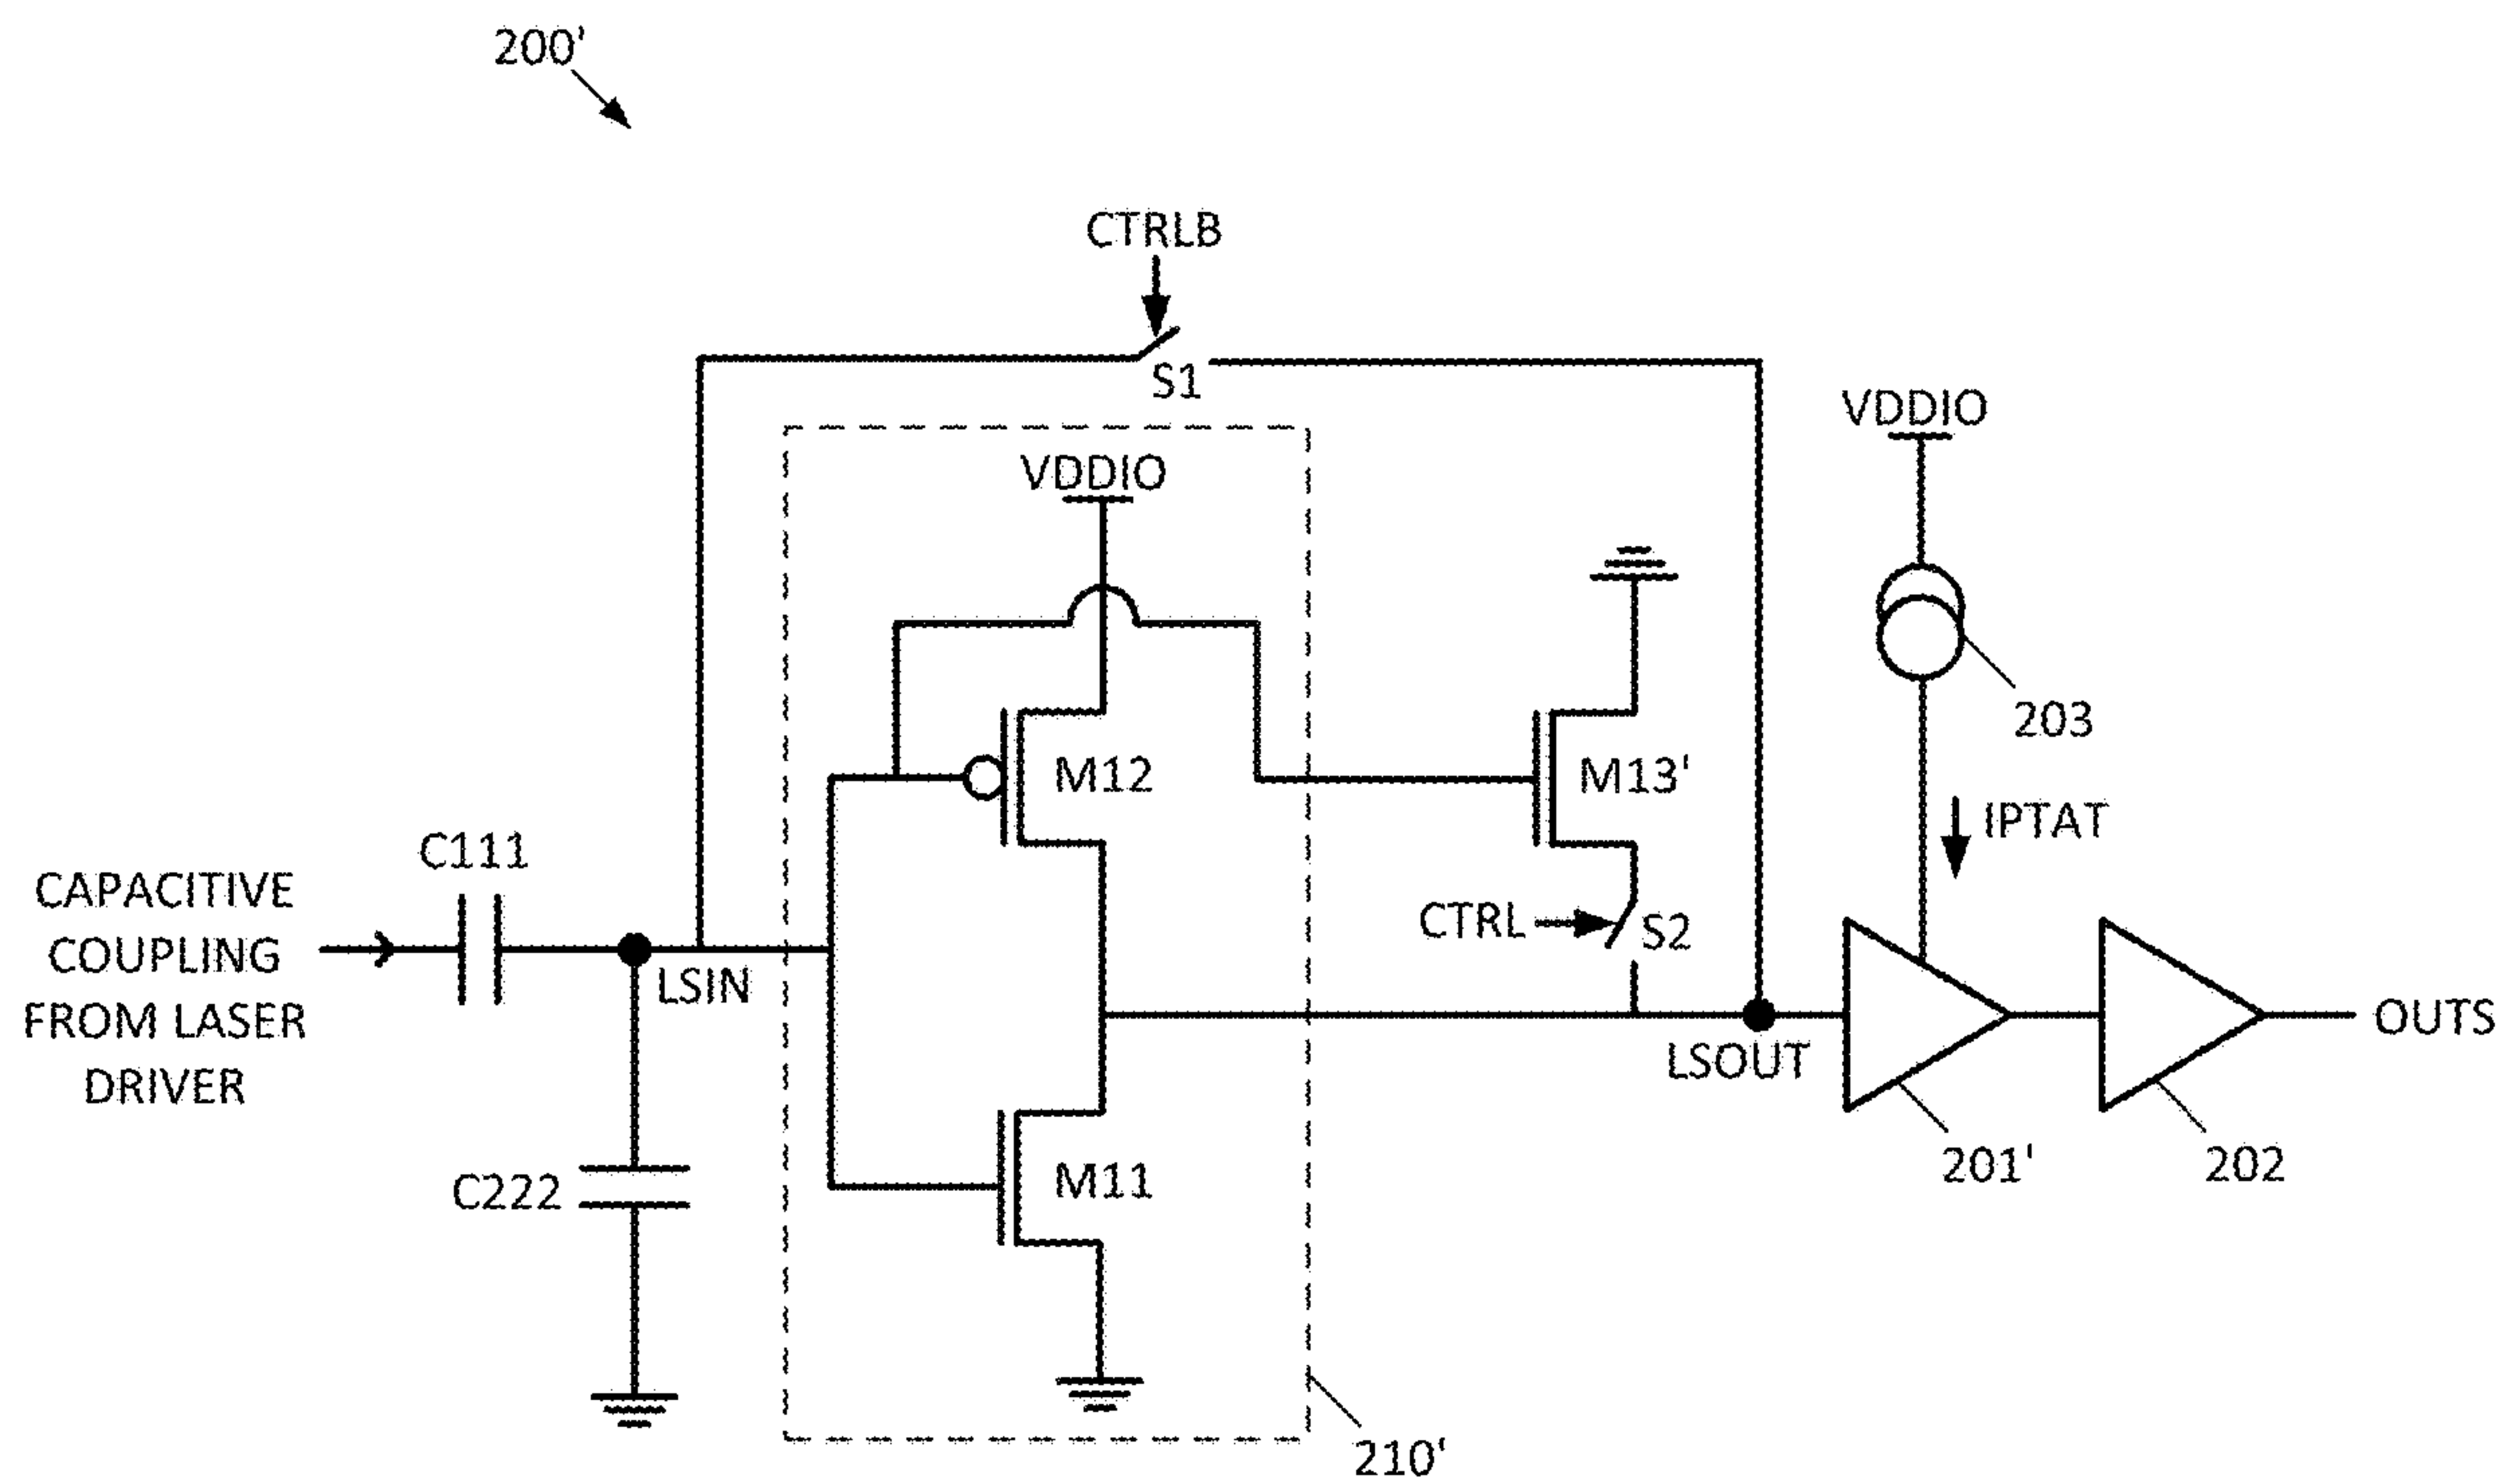 200'
CTRLB
S1
VDDIO
VDDIO
203
M12
M13'
IPTAT
C111
CAPACITIVE
COUPLING
FROM LASER
DRIVER
CTRL
S2
LSIN
LSOUT
OUTS
C222
M11
201'
202
210'